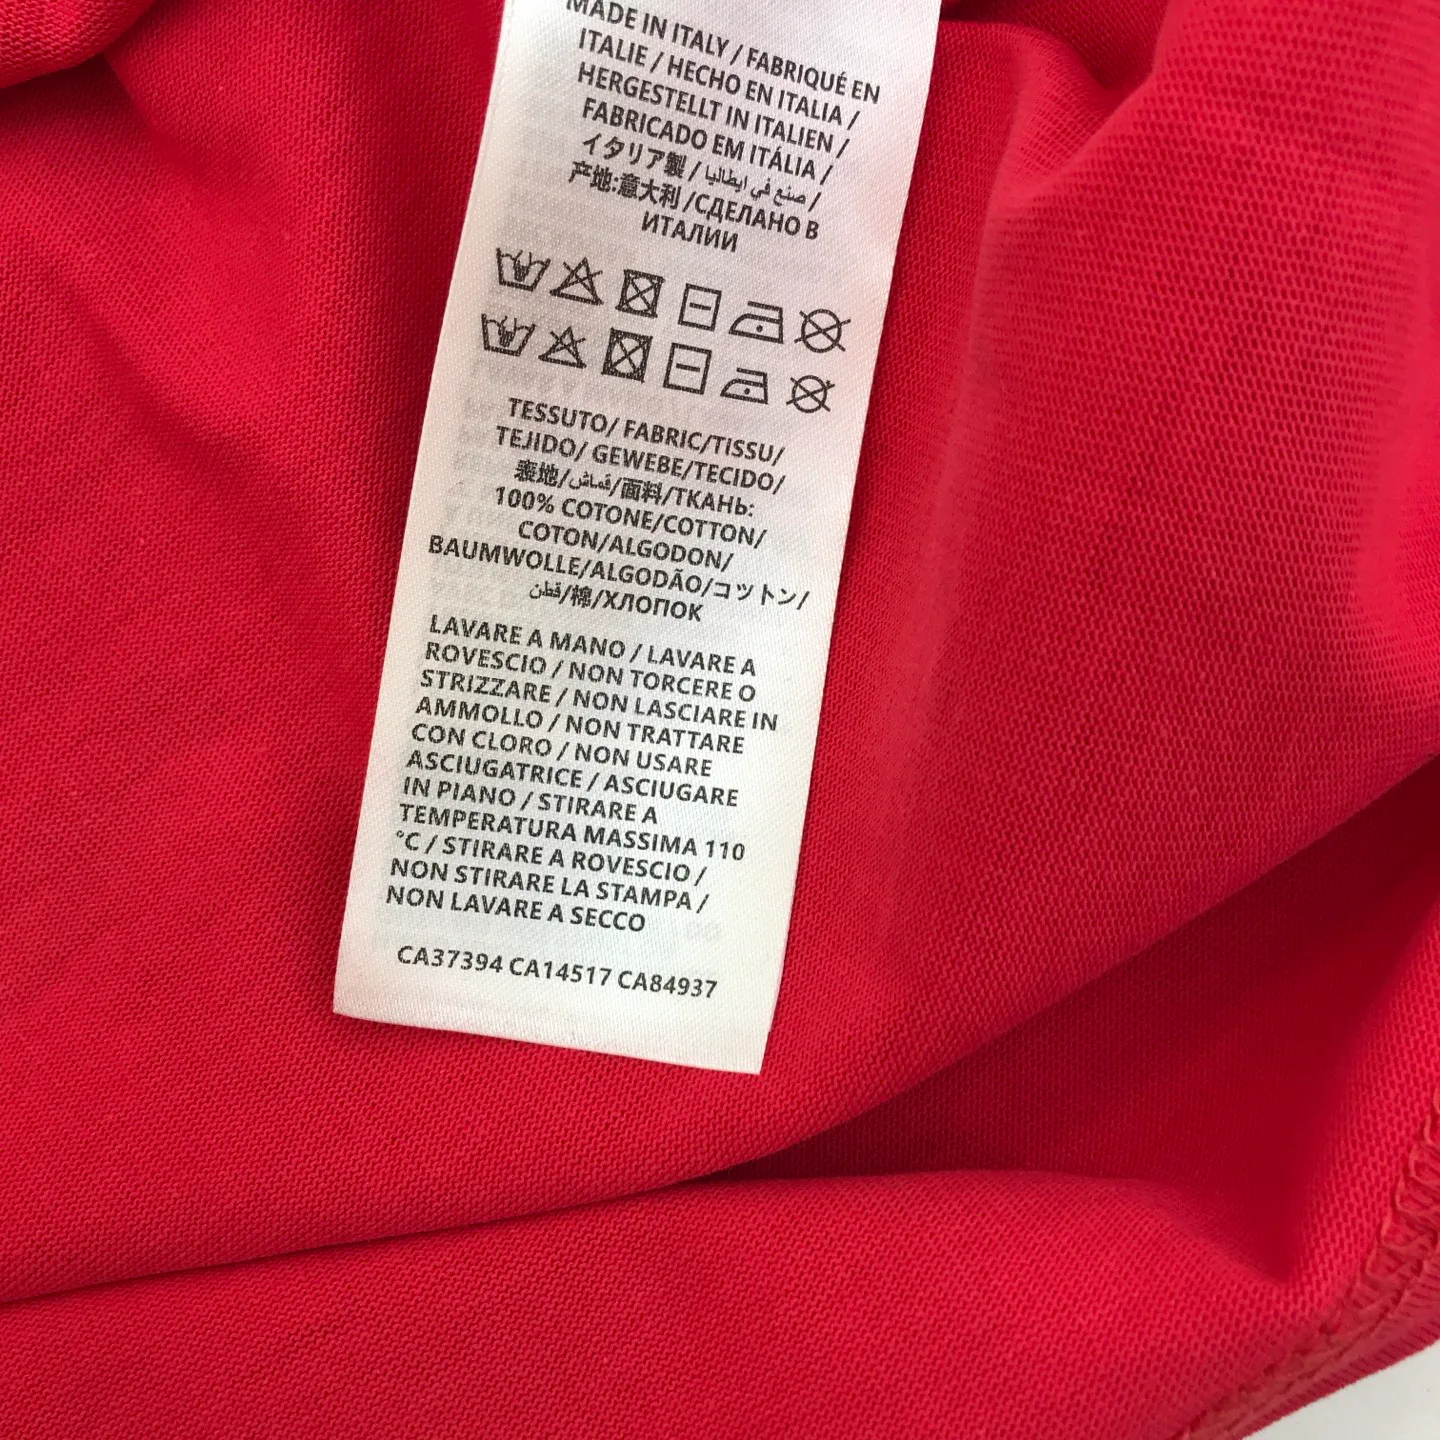 MADE IN ITALY / FABRIQUÉ EN
ITALIE / HECHO EN ITALIA /
HERGESTELLT IN ITALIEN /
FABRICADO EM ITÁLIA /
イタリア製 / صنع في ايطاليا /
产地:意大利 /СДЕЛАНО В
ИТАЛИИ
TESSUTO/ FABRIC/TISSU/
TEJIDO/ GEWEBE/TECIDO/
表地/قماش/面料/ТКАНЬ:
100% COTONE/COTTON/
COTON/ALGODON/
BAUMWOLLE/ALGODÃO/コットン/
قطن/棉/ХЛОПОК
LAVARE A MANO / LAVARE A
ROVESCIO / NON TORCERE O
STRIZZARE / NON LASCIARE IN
AMMOLLO / NON TRATTARE
CON CLORO / NON USARE
ASCIUGATRICE / ASCIUGARE
IN PIANO / STIRARE A
TEMPERATURA MASSIMA 110
°C / STIRARE A ROVESCIO /
NON STIRARE LA STAMPA /
NON LAVARE A SECCO
CA37394 CA14517 CA84937